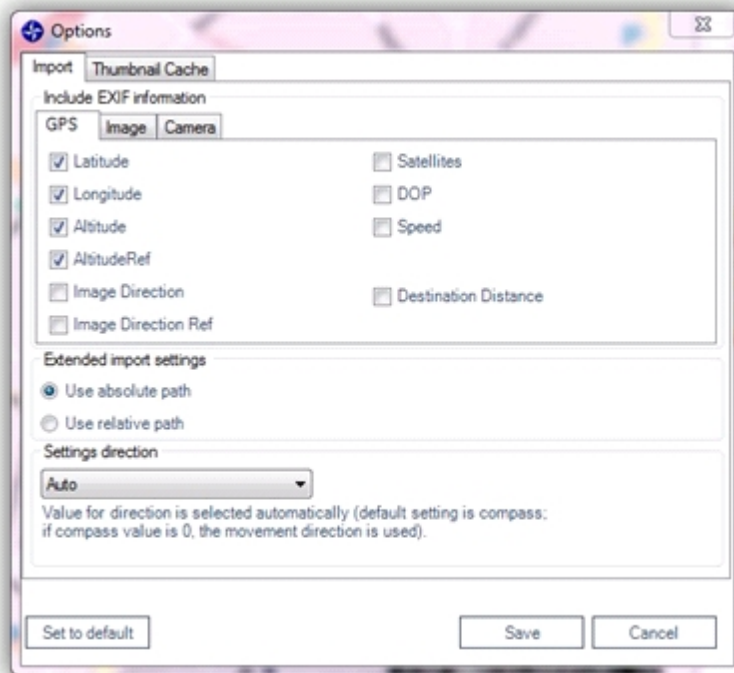 Options
Import
Thumbnail Cache
Include EXIF information
GPS
Image
Camera
Latitude
Satellites
Longitude
DOP
Altitude
Speed
AltitudeRef
Image Direction
Destination Distance
Image Direction Ref
Extended import settings
Use absolute path
Use relative path
Settings direction
Auto
Value for direction is selected automatically (default setting is compass;
if compass value is 0, the movement direction is used).
Set to default
Save
Cancel